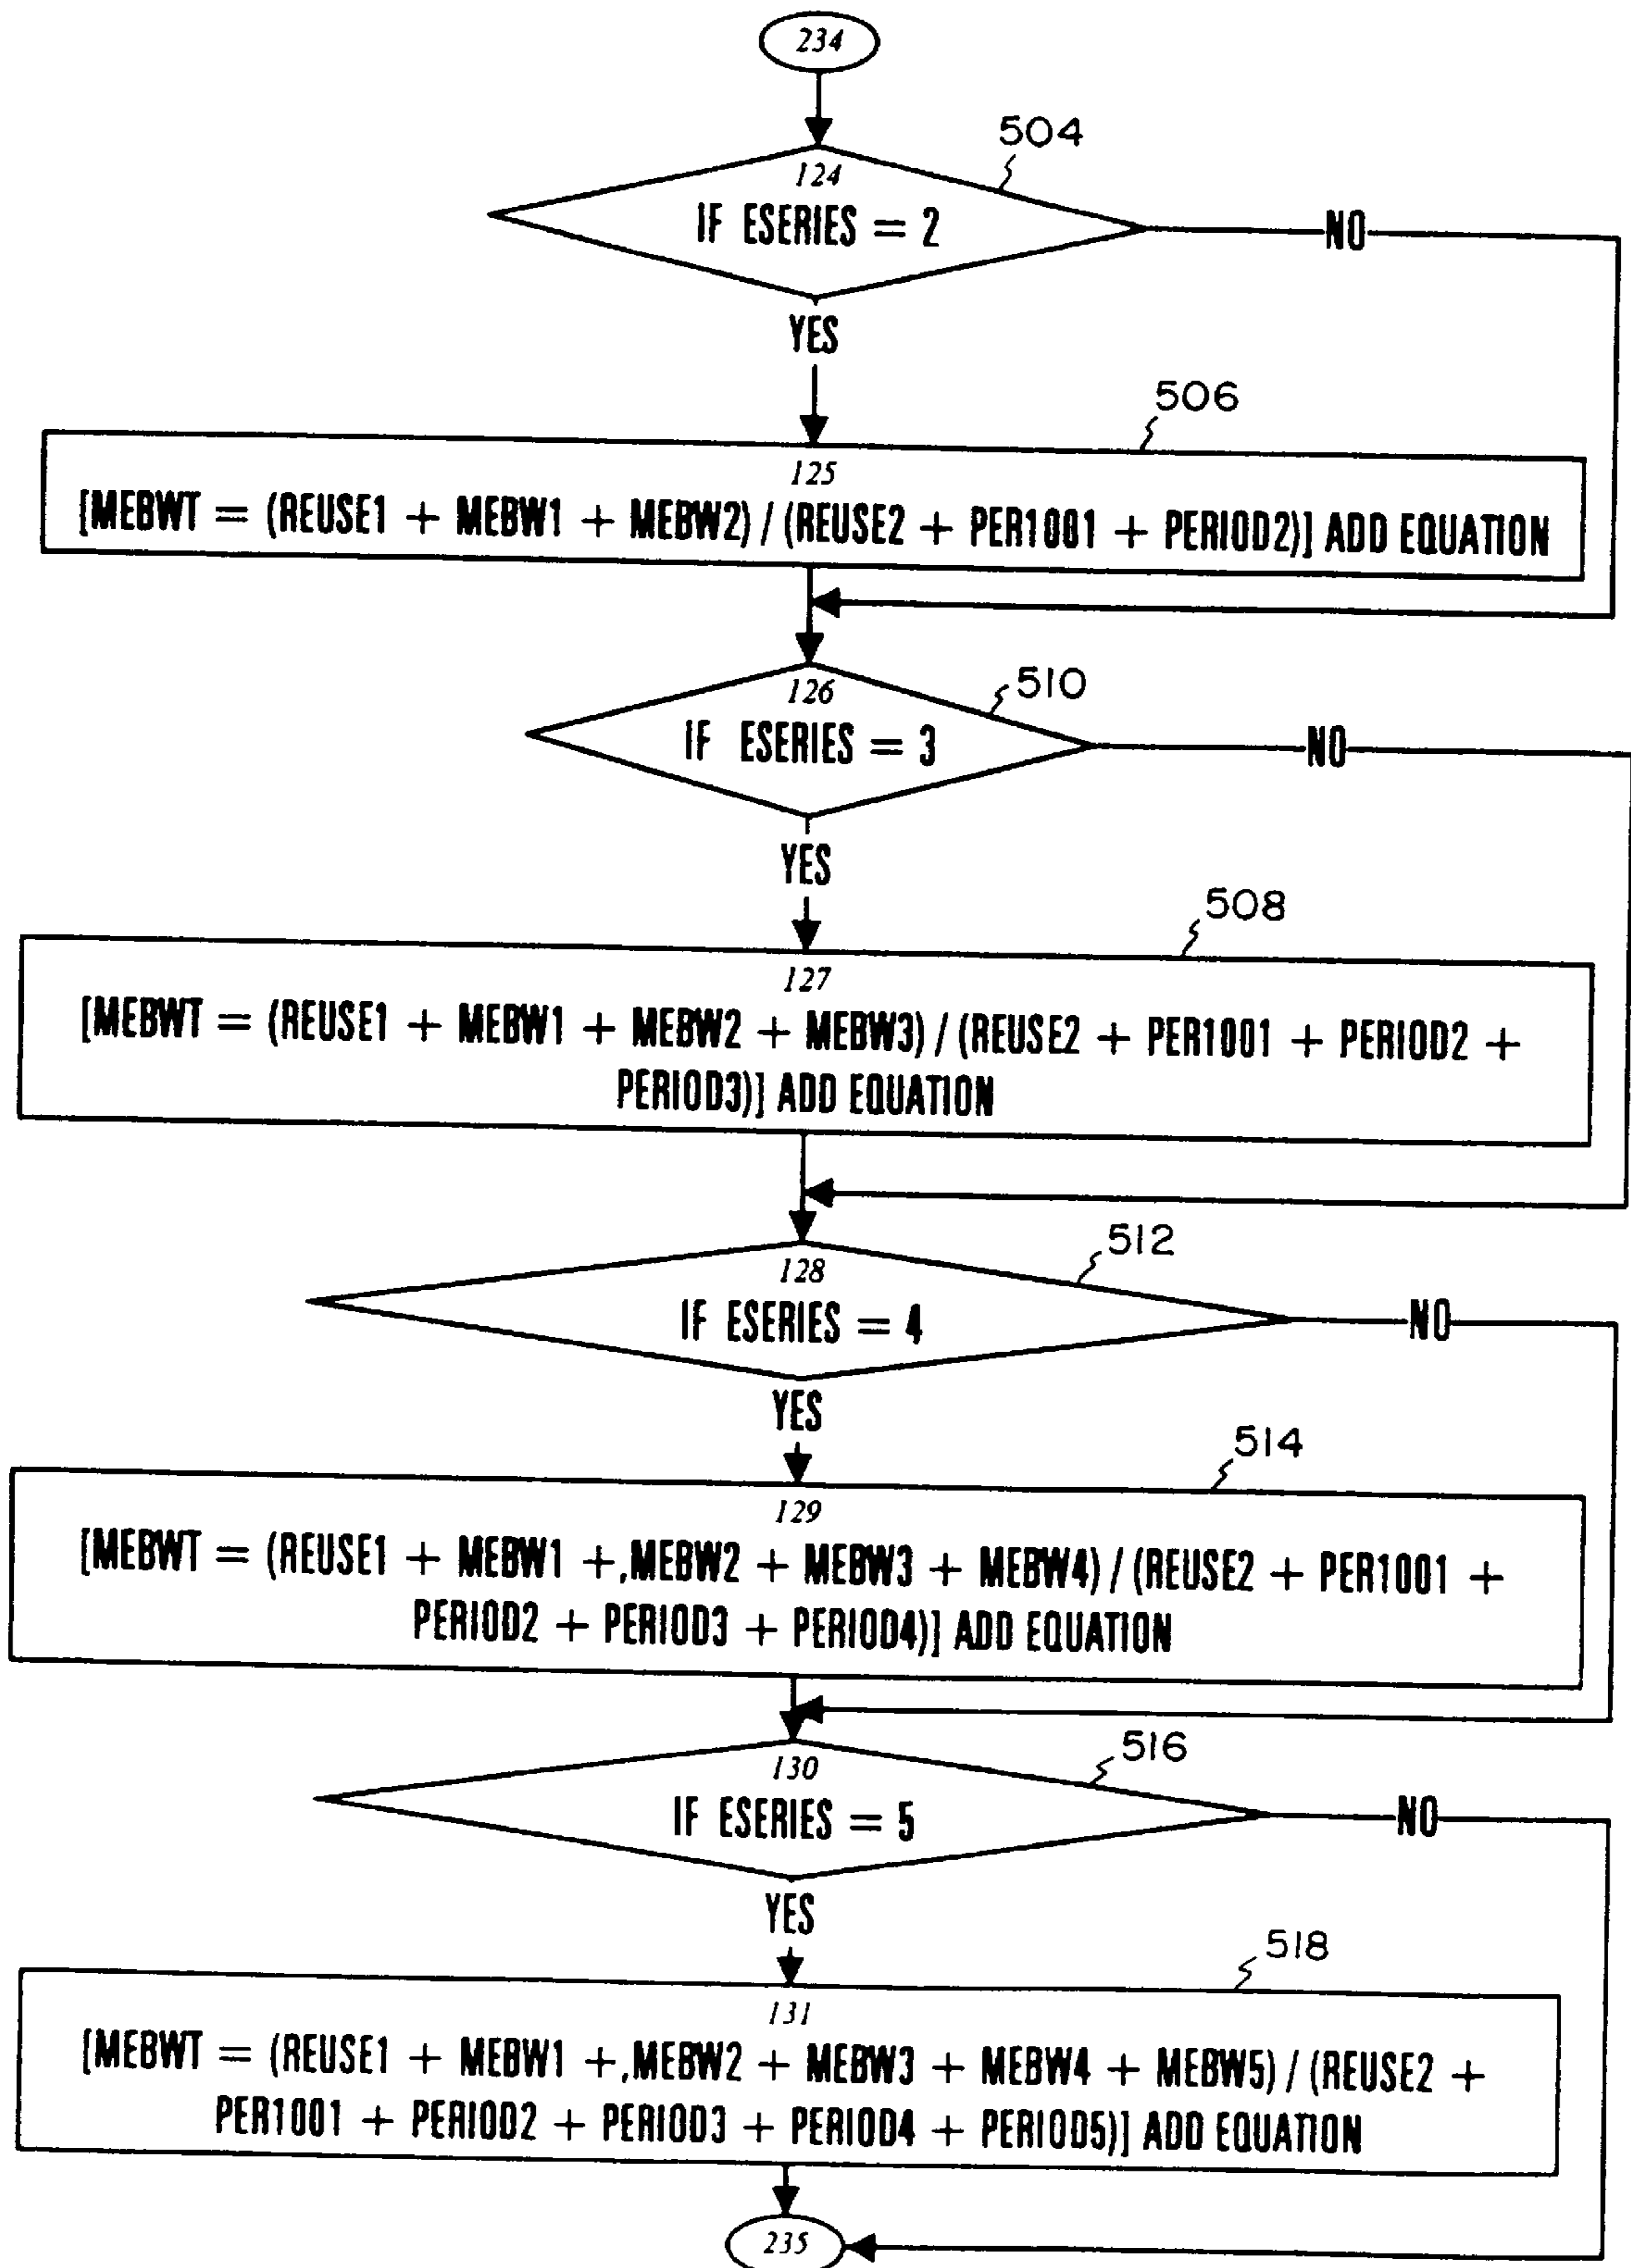 234
504
124
IF ESERIES = 2
NO
YES
506
125
[MEBWT = (REUSE1 + MEBW1 + MEBW2) / (REUSE2 + PER1001 + PERIOD2)] ADD EQUATION
126
510
IF ESERIES = 3
NO
YES
508
127
[MEBWT = (REUSE1 + MEBW1 + MEBW2 + MEBW3) / (REUSE2 + PER1001 + PERIOD2 +
PERIOD3)] ADD EQUATION
512
128
IF ESERIES = 4
NO
YES
514
129
[MEBWT = (REUSE1 + MEBW1 +,MEBW2 + MEBW3 + MEBW4) / (REUSE2 + PER1001 +
PERIOD2 + PERIOD3 + PERIOD4)] ADD EQUATION
516
130
IF ESERIES = 5
NO
YES
518
131
[MEBWT = (REUSE1 + MEBW1 +,MEBW2 + MEBW3 + MEBW4 + MEBW5) / (REUSE2 +
PER1001 + PERIOD2 + PERIOD3 + PERIOD4 + PERIOD5)] ADD EQUATION
235